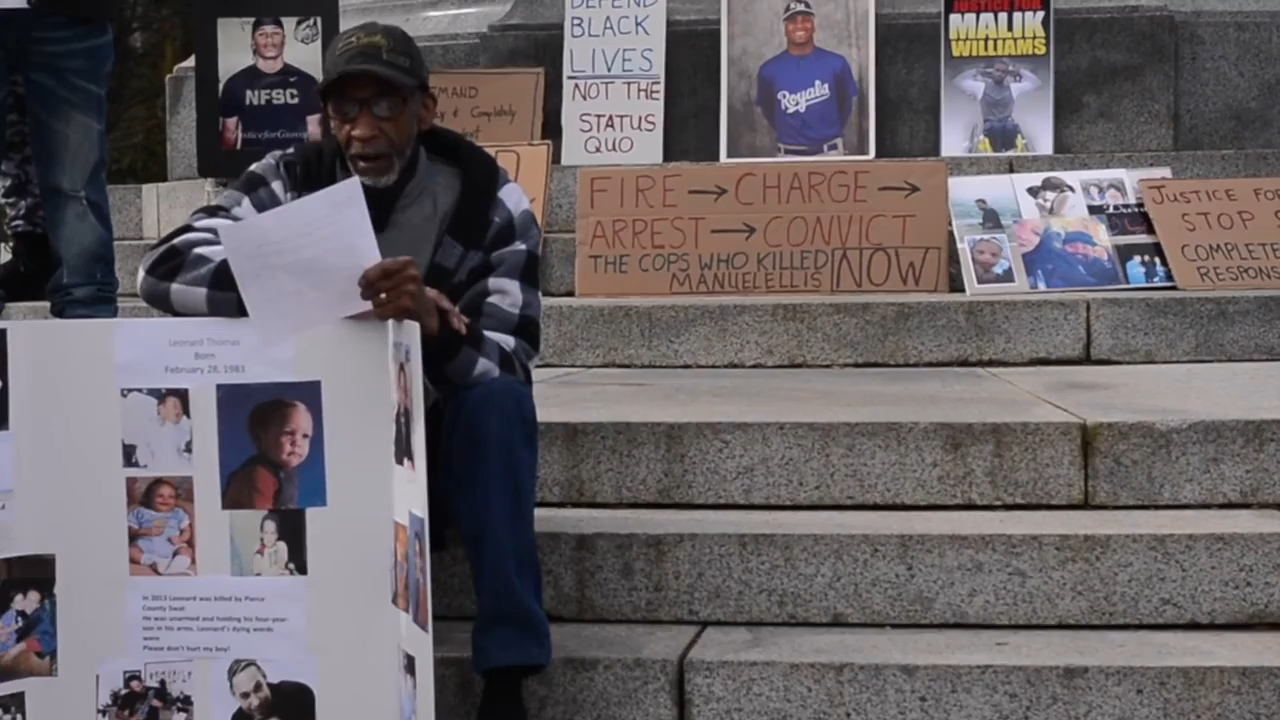 DEFEND
BLACK
LIVES
NOT THE
STATUS
QUO
JUSTICE FOR
MALIK
WILLIAMS
NFSC
Royals
FIRE → CHARGE →
ARREST → CONVICT
THE COPS WHO KILLED
MANUEL ELLIS NOW
JUSTICE FO
STOP
COMPLETE
RESPONS
Leonard Thomas
Born
February 28, 1983
In 2013 Leonard was killed by Pierce
County Swat
He was unarmed and holding his four-year-
son in his arms. Leonard's dying words
were
Please don't hurt my boy!